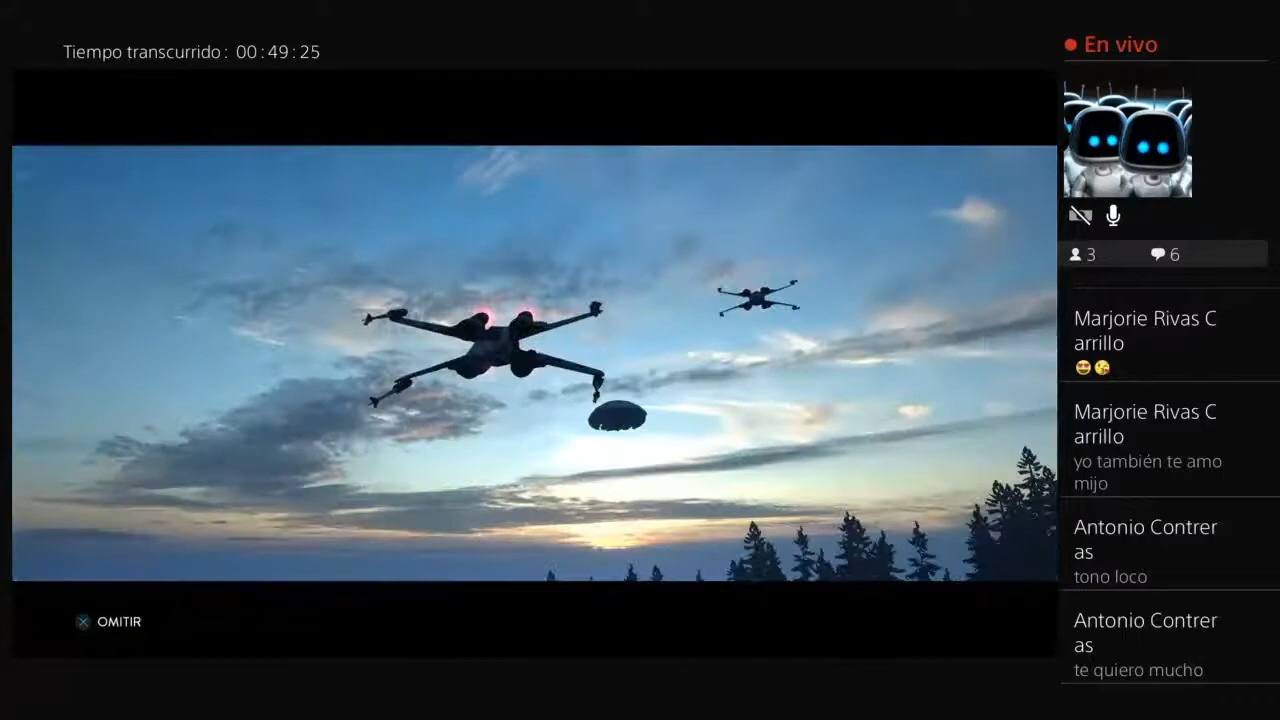 Tiempo transcurrido: 00:49:25
En vivo
3
6
Marjorie Rivas C
arrillo
😍😘
Marjorie Rivas C
arrillo
yo también te amo
mijo
Antonio Contrer
as
tono loco
Antonio Contrer
as
te quiero mucho
OMITIR